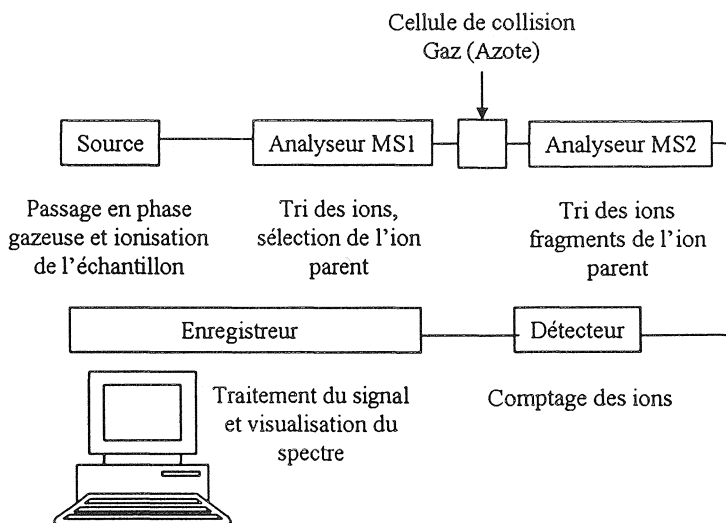 Cellule de collision
Gaz (Azote)
Source
Analyseur MS1
Analyseur MS2
Passage en phase
gazeuse et ionisation
de l'échantillon
Tri des ions,
sélection de l'ion
parent
Tri des ions
fragments de l'ion
parent
Enregistreur
Détecteur
Traitement du signal
et visualisation du
spectre
Comptage des ions